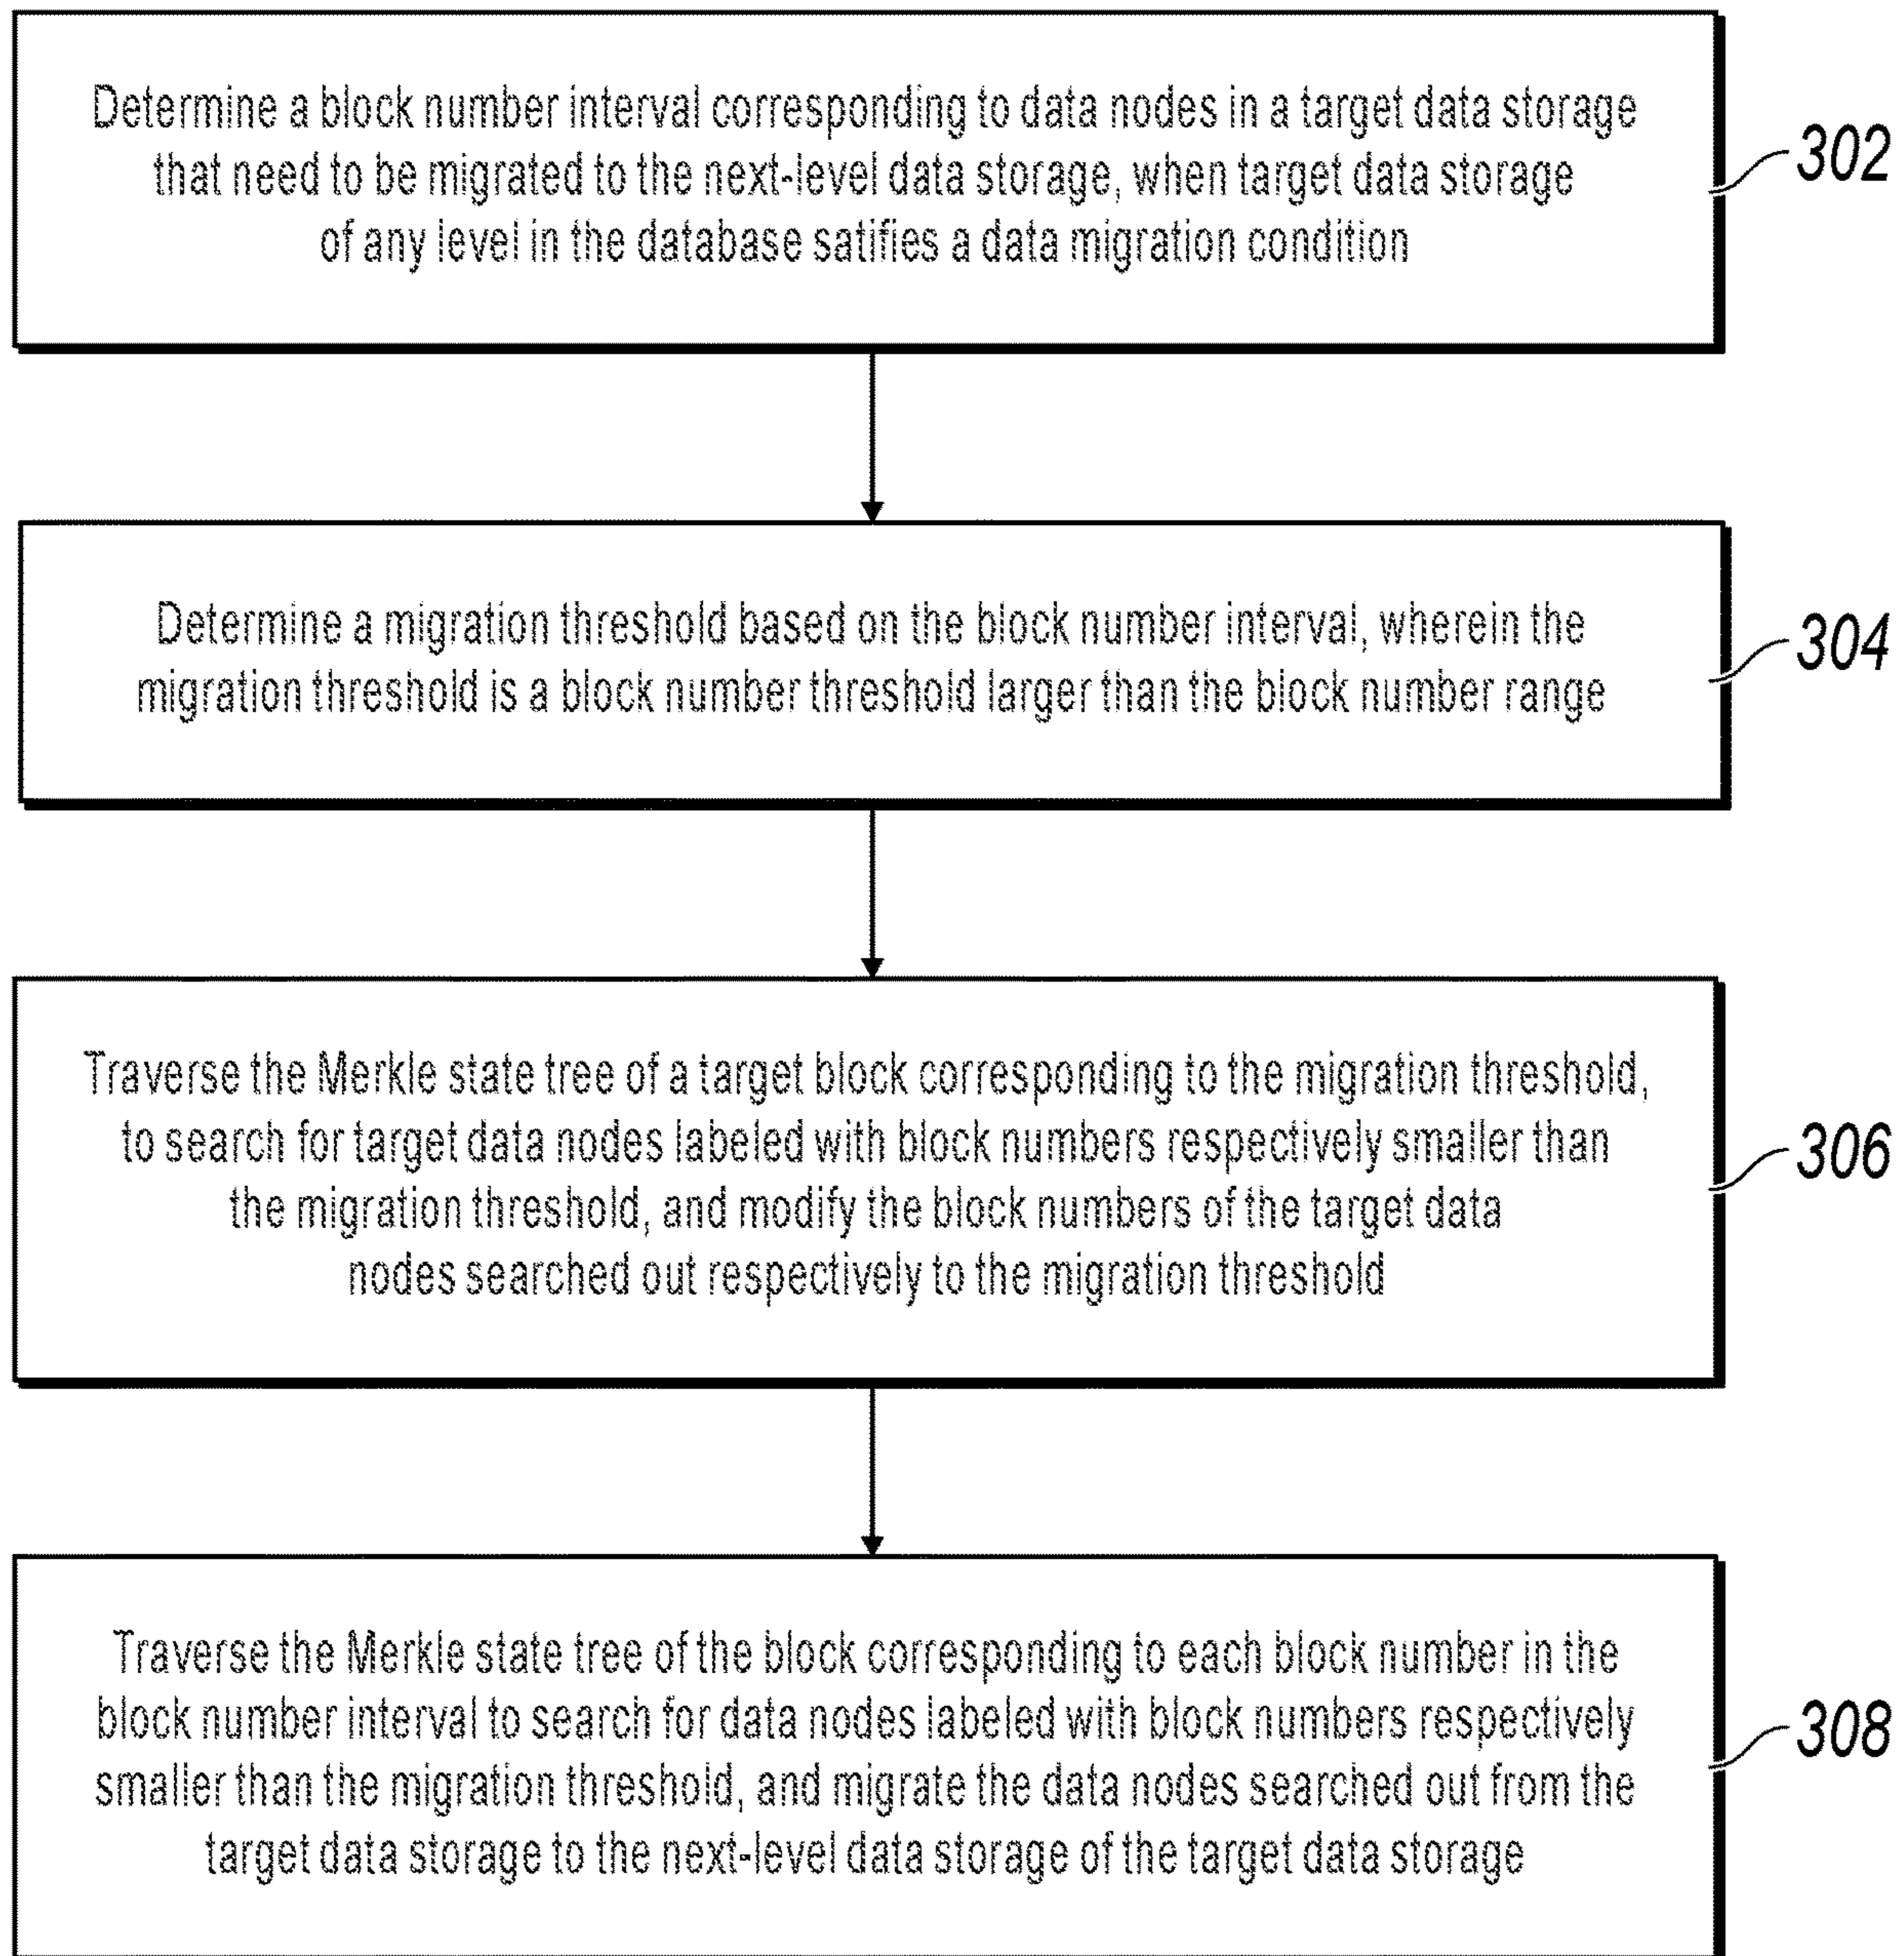 Determine a block number interval corresponding to data nodes in a target data storage
that need to be migrated to the next-level data storage, when target data storage
of any level in the database satifies a data migration condition
302
Determine a migration threshold based on the block number interval, wherein the
migration threshold is a block number threshold larger than the block number range
304
Traverse the Merkle state tree of a target block corresponding to the migration threshold,
to search for target data nodes labeled with block numbers respectively smaller than
the migration threshold, and modify the block numbers of the target data
nodes searched out respectively to the migration threshold
306
Traverse the Merkle state tree of the block corresponding to each block number in the
block number interval to search for data nodes labeled with block numbers respectively
smaller than the migration threshold, and migrate the data nodes searched out from the
target data storage to the next-level data storage of the target data storage
308